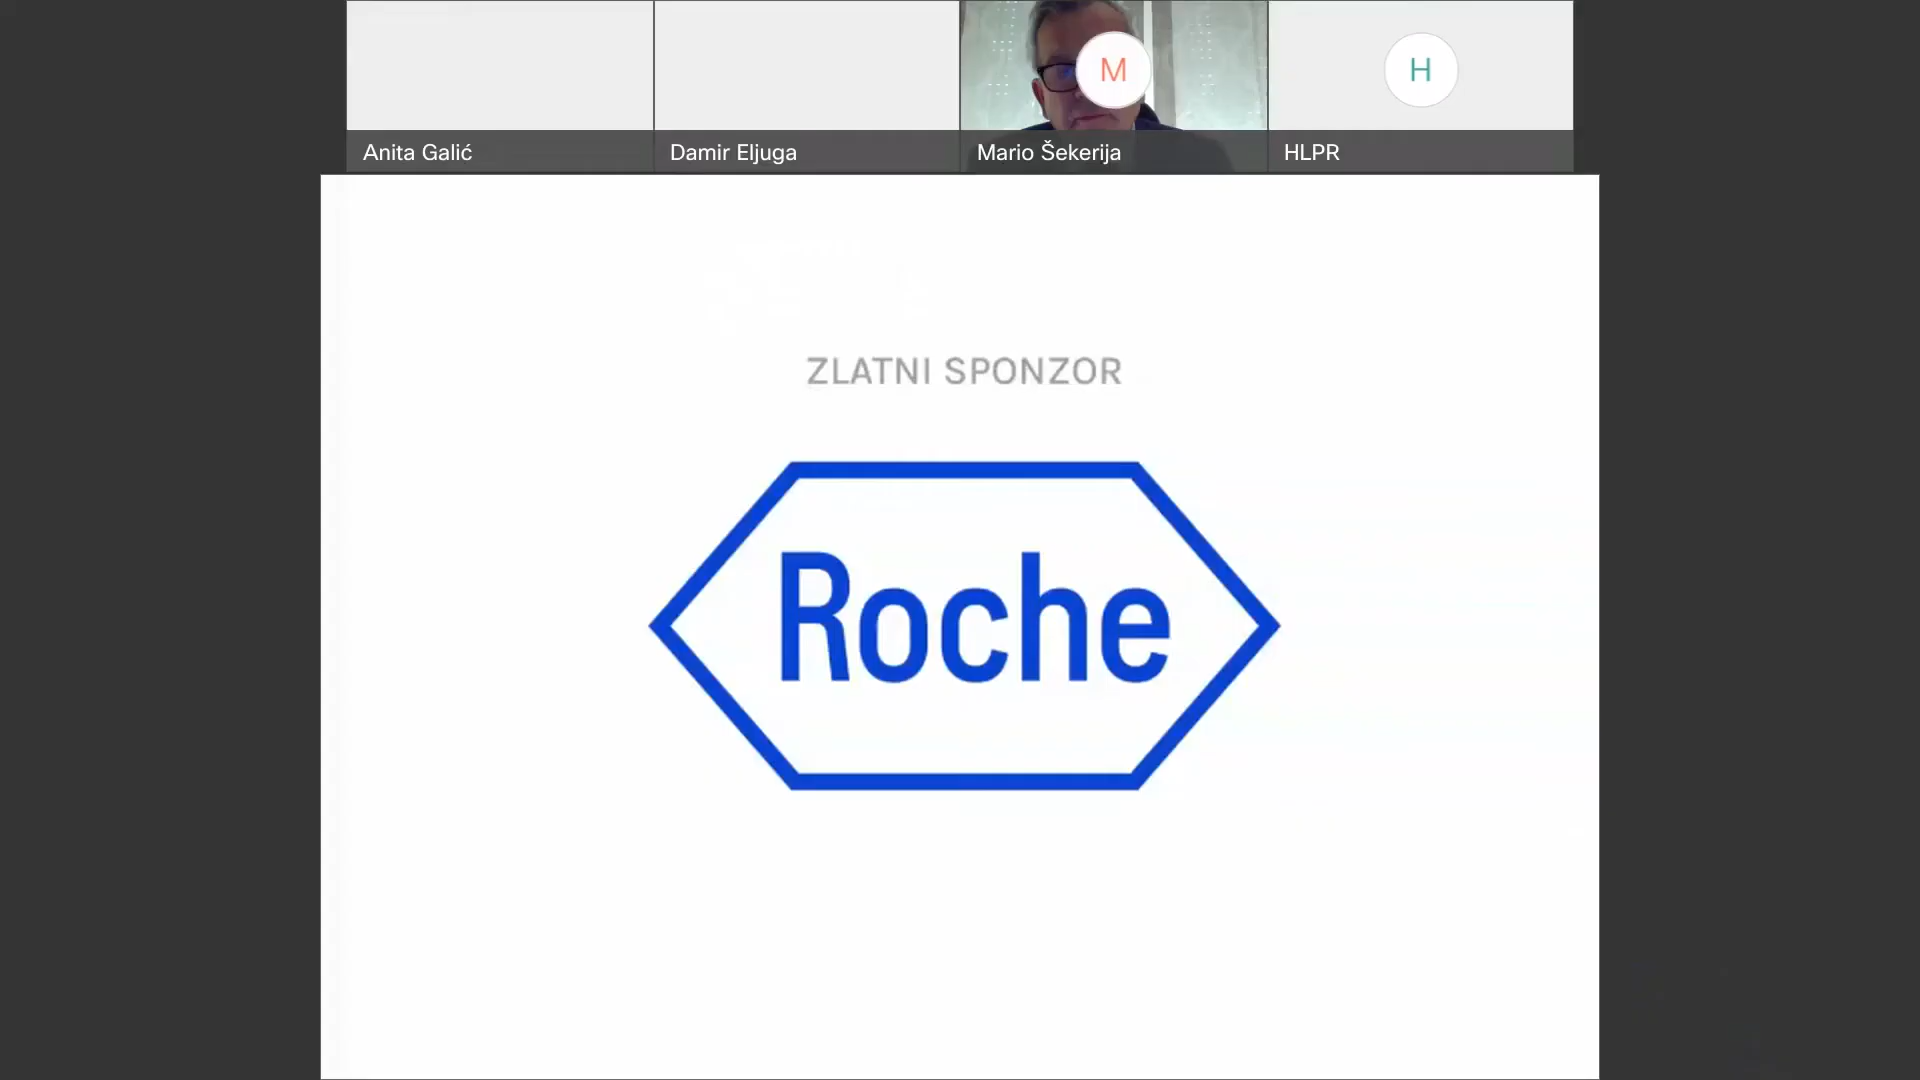 M
H
Anita Galić
Damir Eljuga
Mario Šekerija
HLPR
ZLATNI SPONZOR
Roche